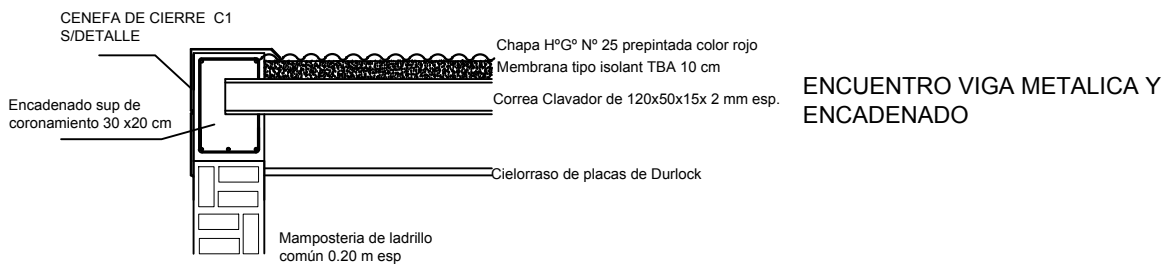 CENEFA DE CIERRE C1
S/DETALLE
Chapa HºGº Nº 25 prepintada color rojo
Membrana tipo isolant TBA 10 cm
Correa Clavador de 120x50x15x 2 mm esp.
ENCUENTRO VIGA METALICA Y
ENCADENADO
Encadenado sup de
coronamiento 30 x20 cm
Cielorraso de placas de Durlock
Mamposteria de ladrillo
común 0.20 m esp